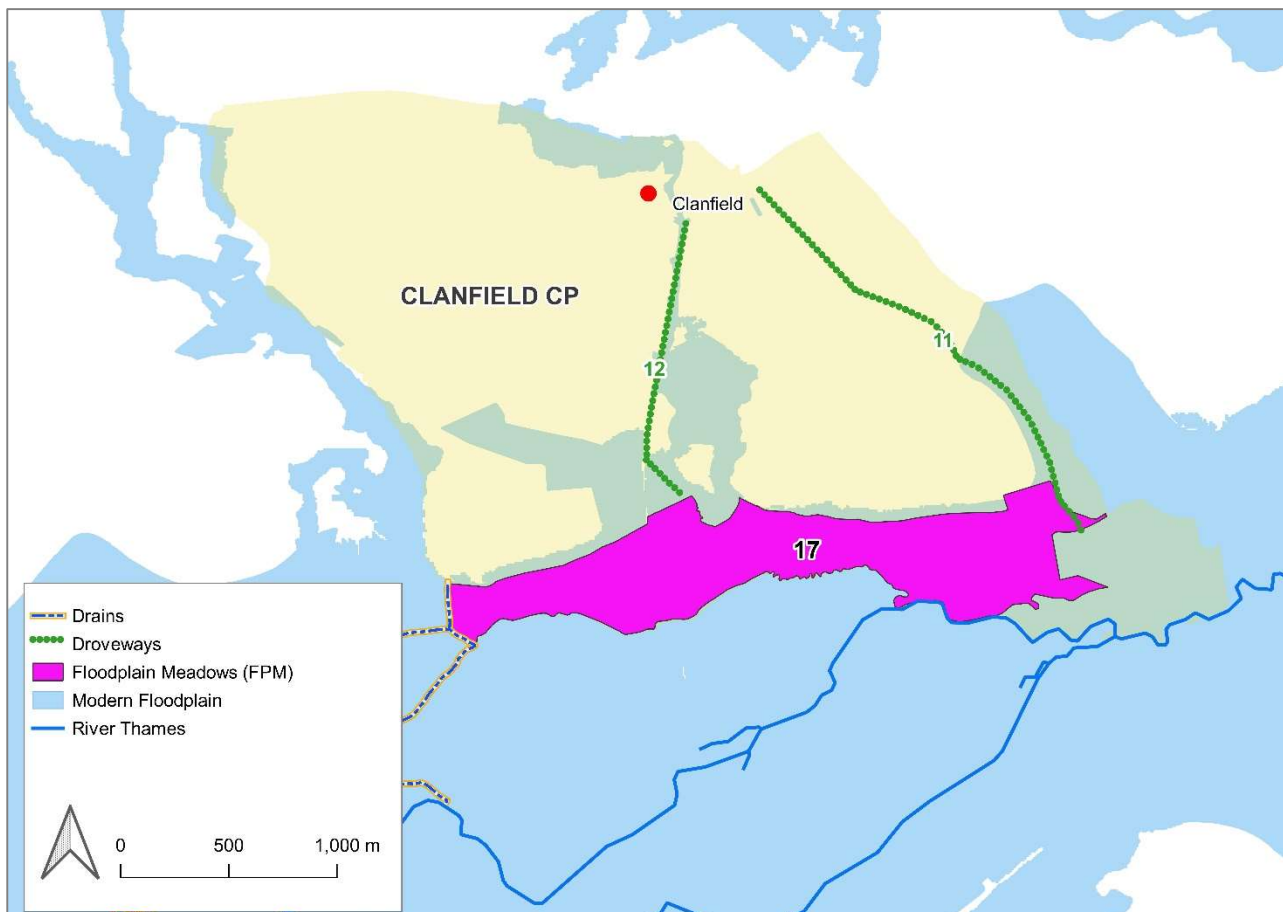 Clanfield
CLANFIELD CP
11
12
17
Drains
Droveways
Floodplain Meadows (FPM)
Modern Floodplain
River Thames
0 500 1,000 m